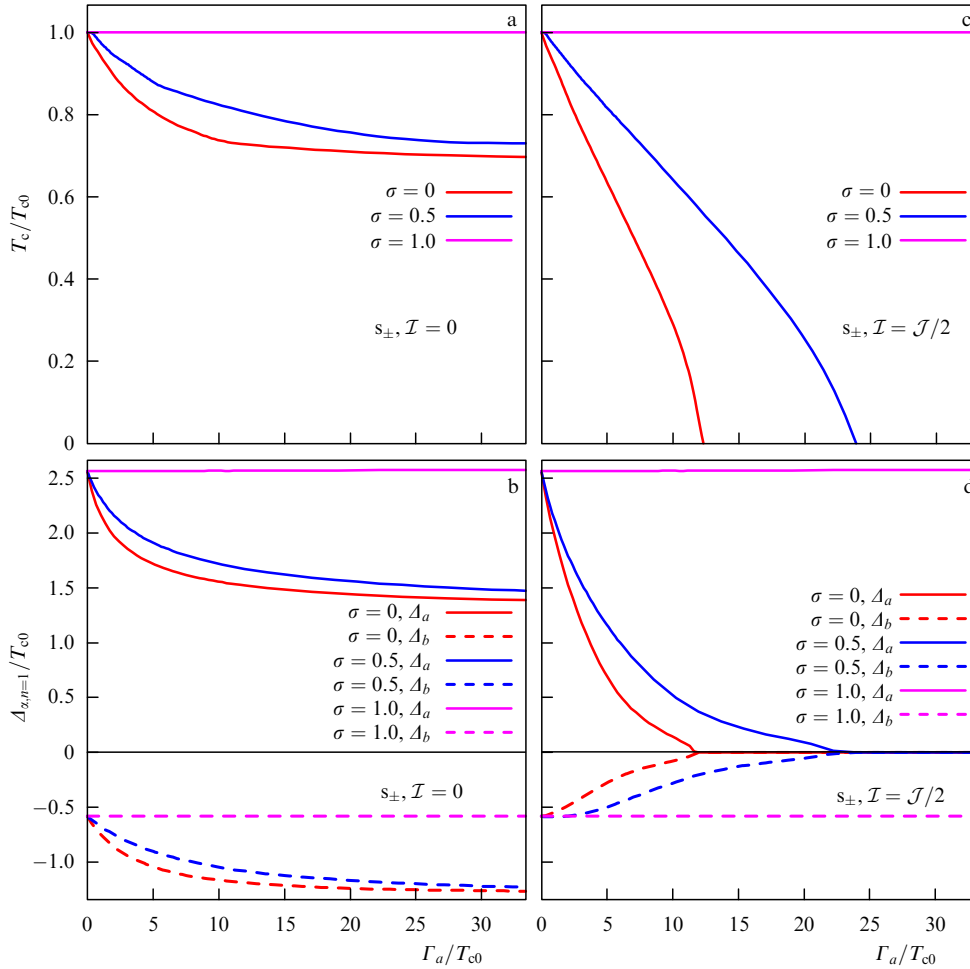 a
1.0
0.8
0.6
0.4
0.2
0
T_c/T_c0
σ = 0
σ = 0.5
σ = 1.0
s±, ℐ = 0
c
σ = 0
σ = 0.5
σ = 1.0
s±, ℐ = 𝒥/2
b
2.5
2.0
1.5
1.0
0.5
0
−0.5
−1.0
Δ_α,n=1/T_c0
σ = 0, Δ_a
σ = 0, Δ_b
σ = 0.5, Δ_a
σ = 0.5, Δ_b
σ = 1.0, Δ_a
σ = 1.0, Δ_b
s±, ℐ = 0
0 5 10 15 20 25 30
Γ_a/T_c0
d
σ = 0, Δ_a
σ = 0, Δ_b
σ = 0.5, Δ_a
σ = 0.5, Δ_b
σ = 1.0, Δ_a
σ = 1.0, Δ_b
s±, ℐ = 𝒥/2
0 5 10 15 20 25 30
Γ_a/T_c0